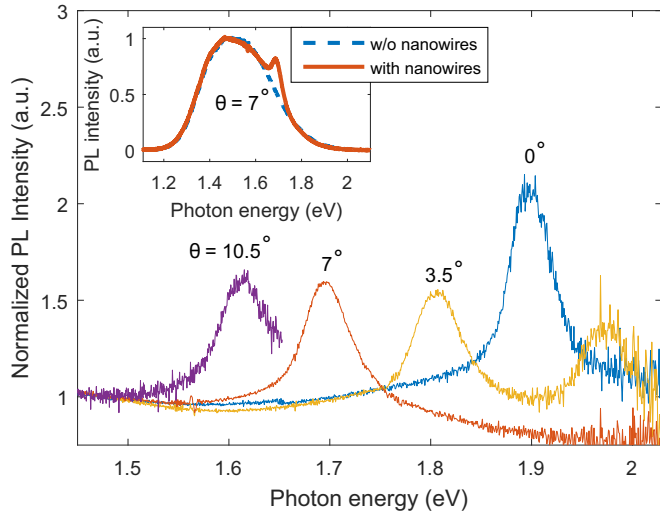 3
2.5
2
1.5
1
Normalized PL Intensity (a.u.)
1.5
1.6
1.7
1.8
1.9
2
Photon energy (eV)
1
0.5
0
PL intensity (a.u.)
1.2
1.4
1.6
1.8
2
Photon energy (eV)
θ = 7°
w/o nanowires
with nanowires
θ = 10.5°
7°
3.5°
0°